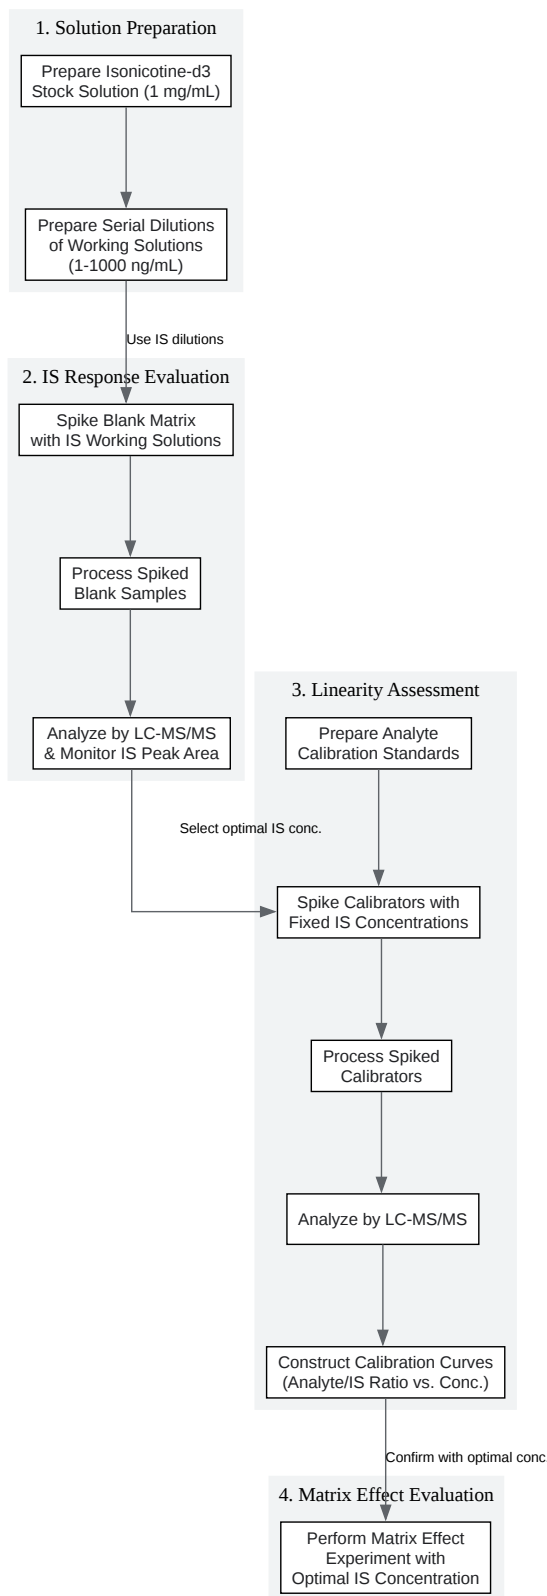 1. Solution Preparation
Prepare Isonicotine-d3
Stock Solution (1 mg/mL)
Prepare Serial Dilutions
of Working Solutions
(1-1000 ng/mL)
Use IS dilutions
2. IS Response Evaluation
Spike Blank Matrix
with IS Working Solutions
Process Spiked
Blank Samples
Analyze by LC-MS/MS
& Monitor IS Peak Area
3. Linearity Assessment
Prepare Analyte
Calibration Standards
Select optimal IS conc.
Spike Calibrators with
Fixed IS Concentrations
Process Spiked
Calibrators
Analyze by LC-MS/MS
Construct Calibration Curves
(Analyte/IS Ratio vs. Conc.)
Confirm with optimal conc
4. Matrix Effect Evaluation
Perform Matrix Effect
Experiment with
Optimal IS Concentration